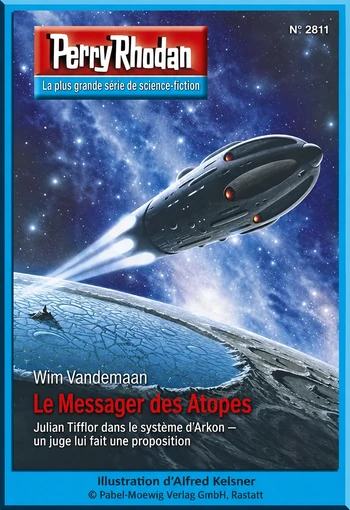 N° 2811
Perry Rhodan
La plus grande série de science-fiction
Wim Vandemaan
Le Messager des Atopes
Julian Tifflor dans le système d'Arkon –
un juge lui fait une proposition
Illustration d'Alfred Kelsner
© Pabel-Moewig Verlag GmbH, Rastatt